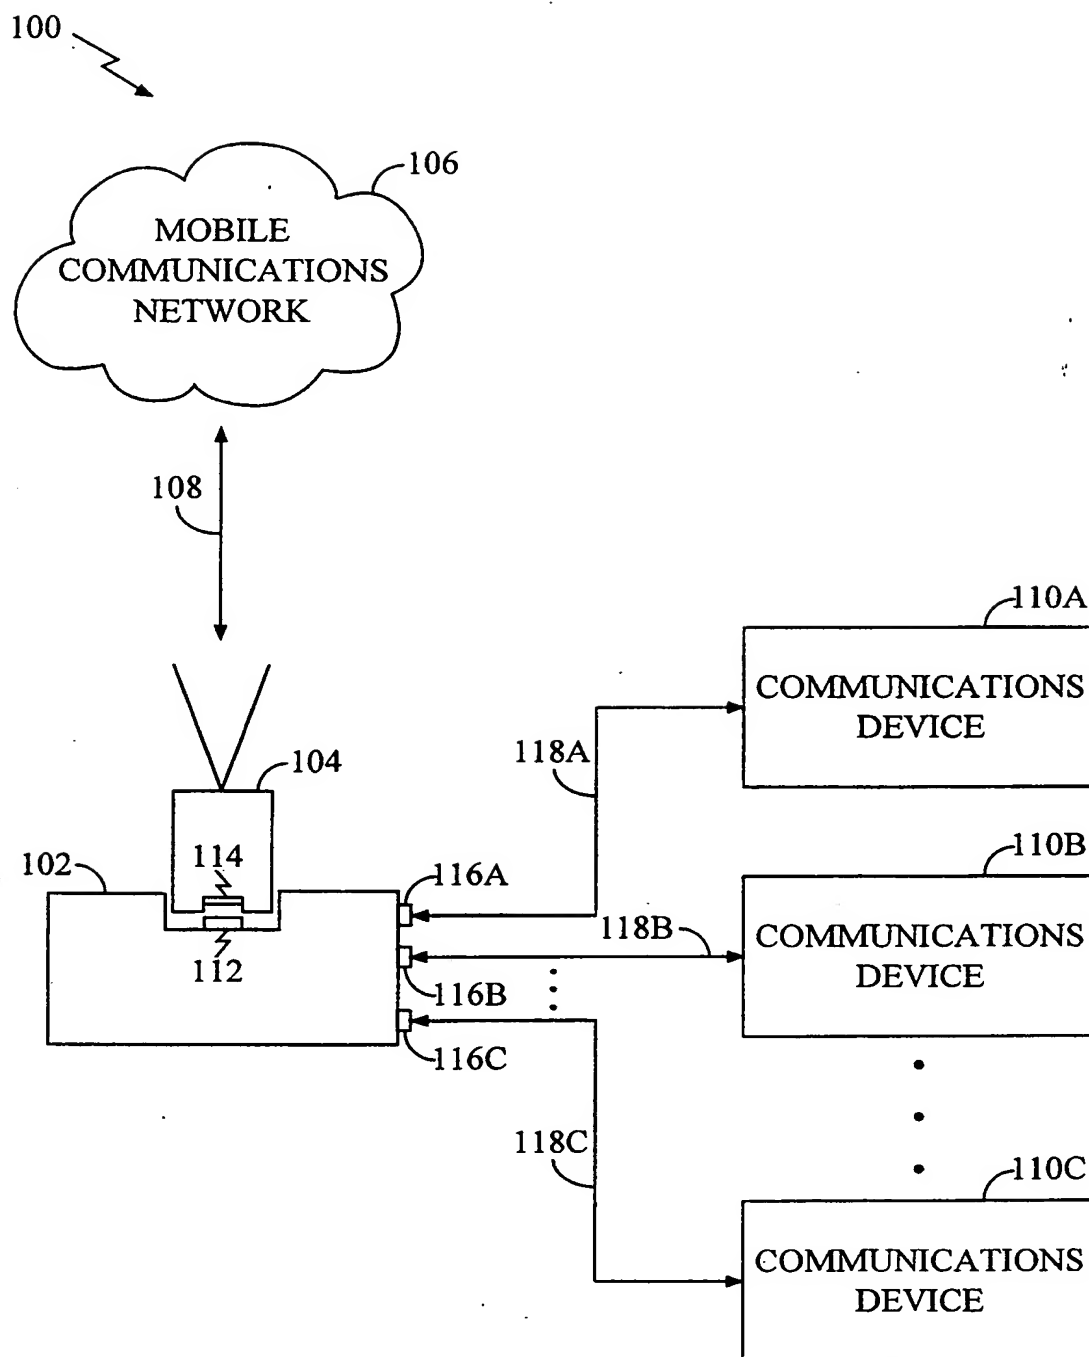 100
106
MOBILE
COMMUNICATIONS
NETWORK
108
110A
COMMUNICATIONS
DEVICE
118A
104
114
102
116A
110B
118B
COMMUNICATIONS
DEVICE
112
116B
116C
118C
110C
COMMUNICATIONS
DEVICE